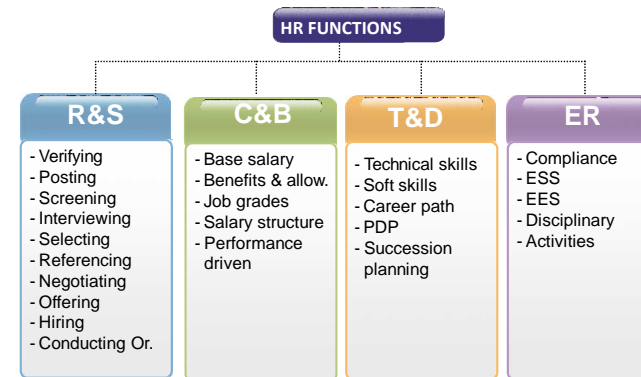 HR FUNCTIONS
R&S
- Verifying
- Posting
- Screening
- Interviewing
- Selecting
- Referencing
- Negotiating
- Offering
- Hiring
- Conducting Or.
C&B
- Base salary
- Benefits & allow.
- Job grades
- Salary structure
- Performance
driven
T&D
- Technical skills
- Soft skills
- Career path
- PDP
- Succession
planning
ER
- Compliance
- ESS
- EES
- Disciplinary
- Activities